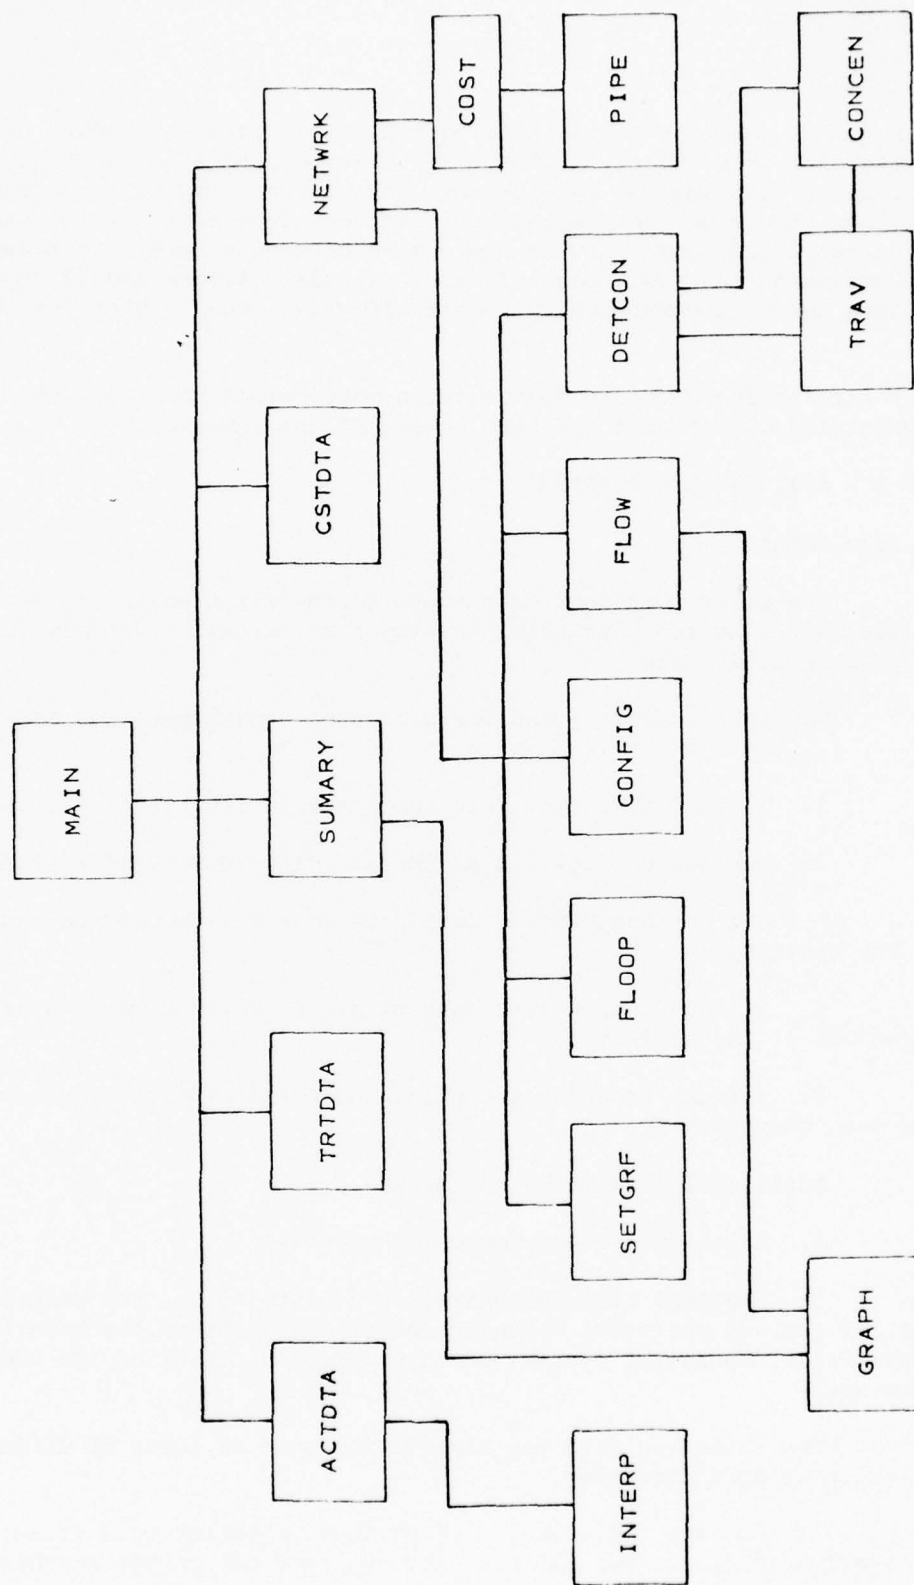 MAIN
ACTDTA
TRTDTA
SUMARY
CSTDTA
NETWRK
COST
INTERP
SETGRF
FLOOP
CONFIG
FLOW
DETCON
PIPE
GRAPH
TRAV
CONCEN